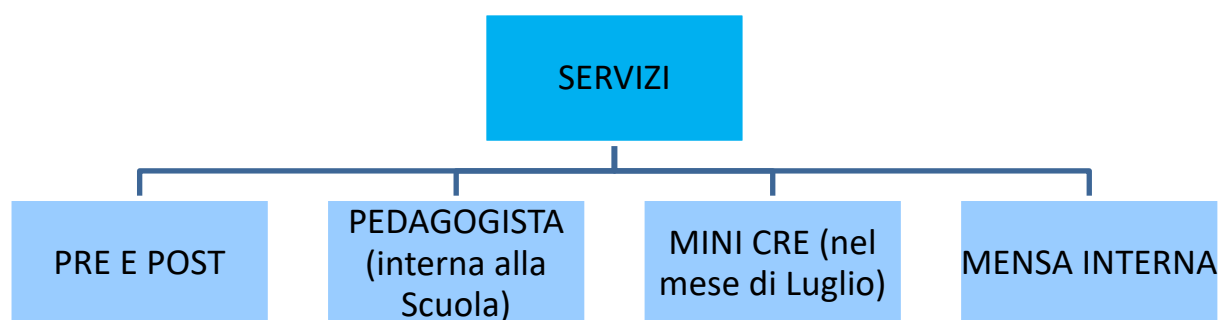 SERVIZI
PRE E POST
PEDAGOGISTA
(interna alla
Scuola)
MINI CRE (nel
mese di Luglio)
MENSA INTERNA